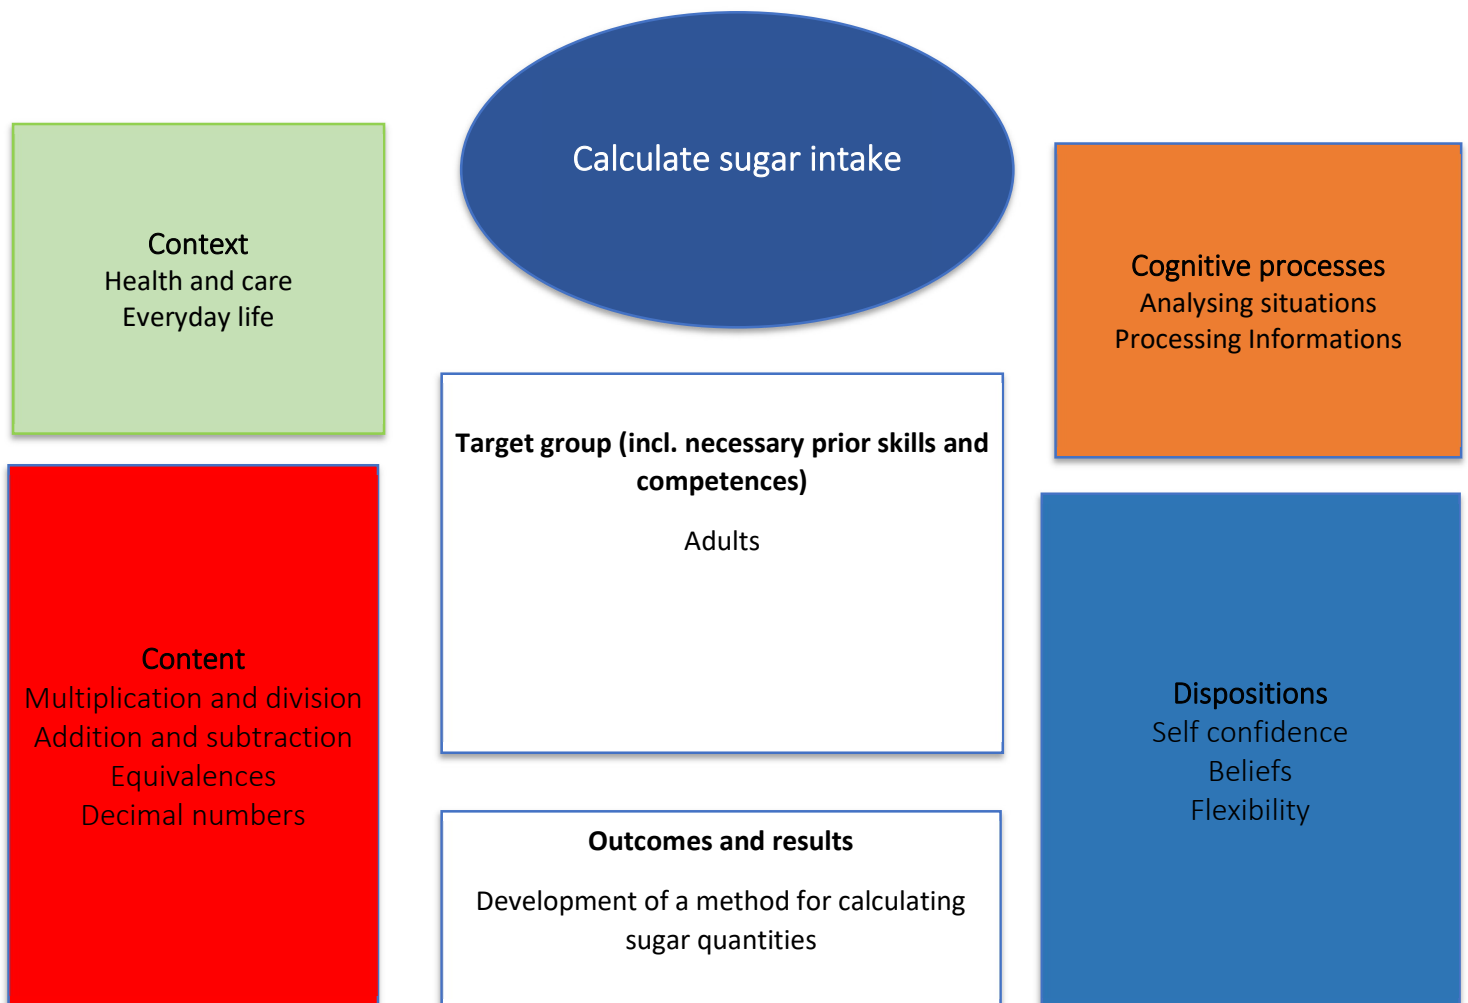 Calculate sugar intake
Context
Health and care
Everyday life
Cognitive processes
Analysing situations
Processing Informations
Target group (incl. necessary prior skills and
competences)
Adults
Content
Multiplication and division
Addition and subtraction
Equivalences
Decimal numbers
Dispositions
Self confidence
Beliefs
Flexibility
Outcomes and results
Development of a method for calculating
sugar quantities